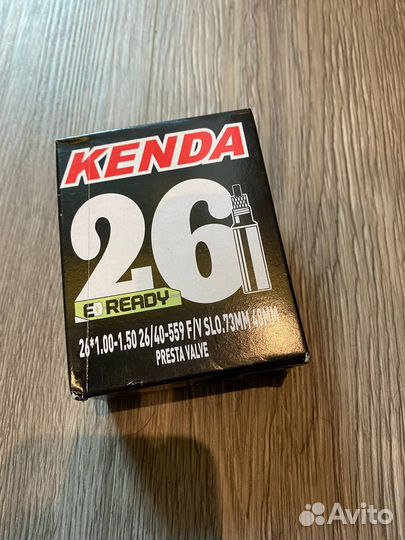 KENDA
26
E READY
26*1.00-1.50 26/40-559 F/V SLO.73MM 48MM
PRESTA VALVE
Avito